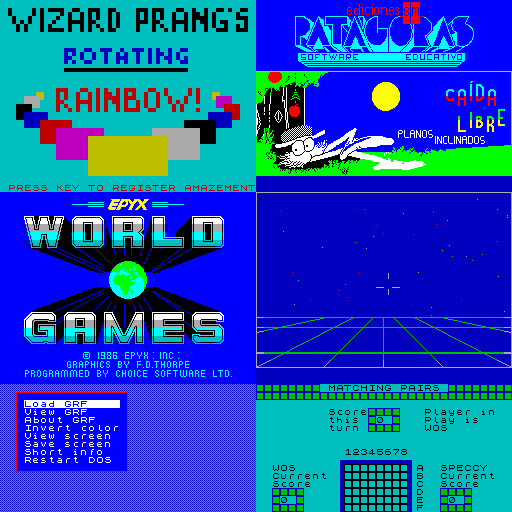 WIZARD PRANG'S
ROTATING
RAINBOW!
PRESS KEY TO REGISTER AMAZEMENT
ediciones
PATAGORAS
SOFTWARE EDUCATIVO
CAÍDA
LIBRE
PLANOS
INCLINADOS
EPYX
WORLD
GAMES
© 1986 EPYX INC:
GRAPHICS BY F.D.THORPE
PROGRAMMED BY CHOICE SOFTWARE LTD.
Load GRF
View GRF
About GRF
Invert color
View screen
Save screen
Short info
Restart DOS
MATCHING PAIRS
Score
this
turn
0
Player in
Play is
WOS
12345678
WOS
Current
Score
0
A
B
C
D
E
F
SPECCY
Current
Score
0